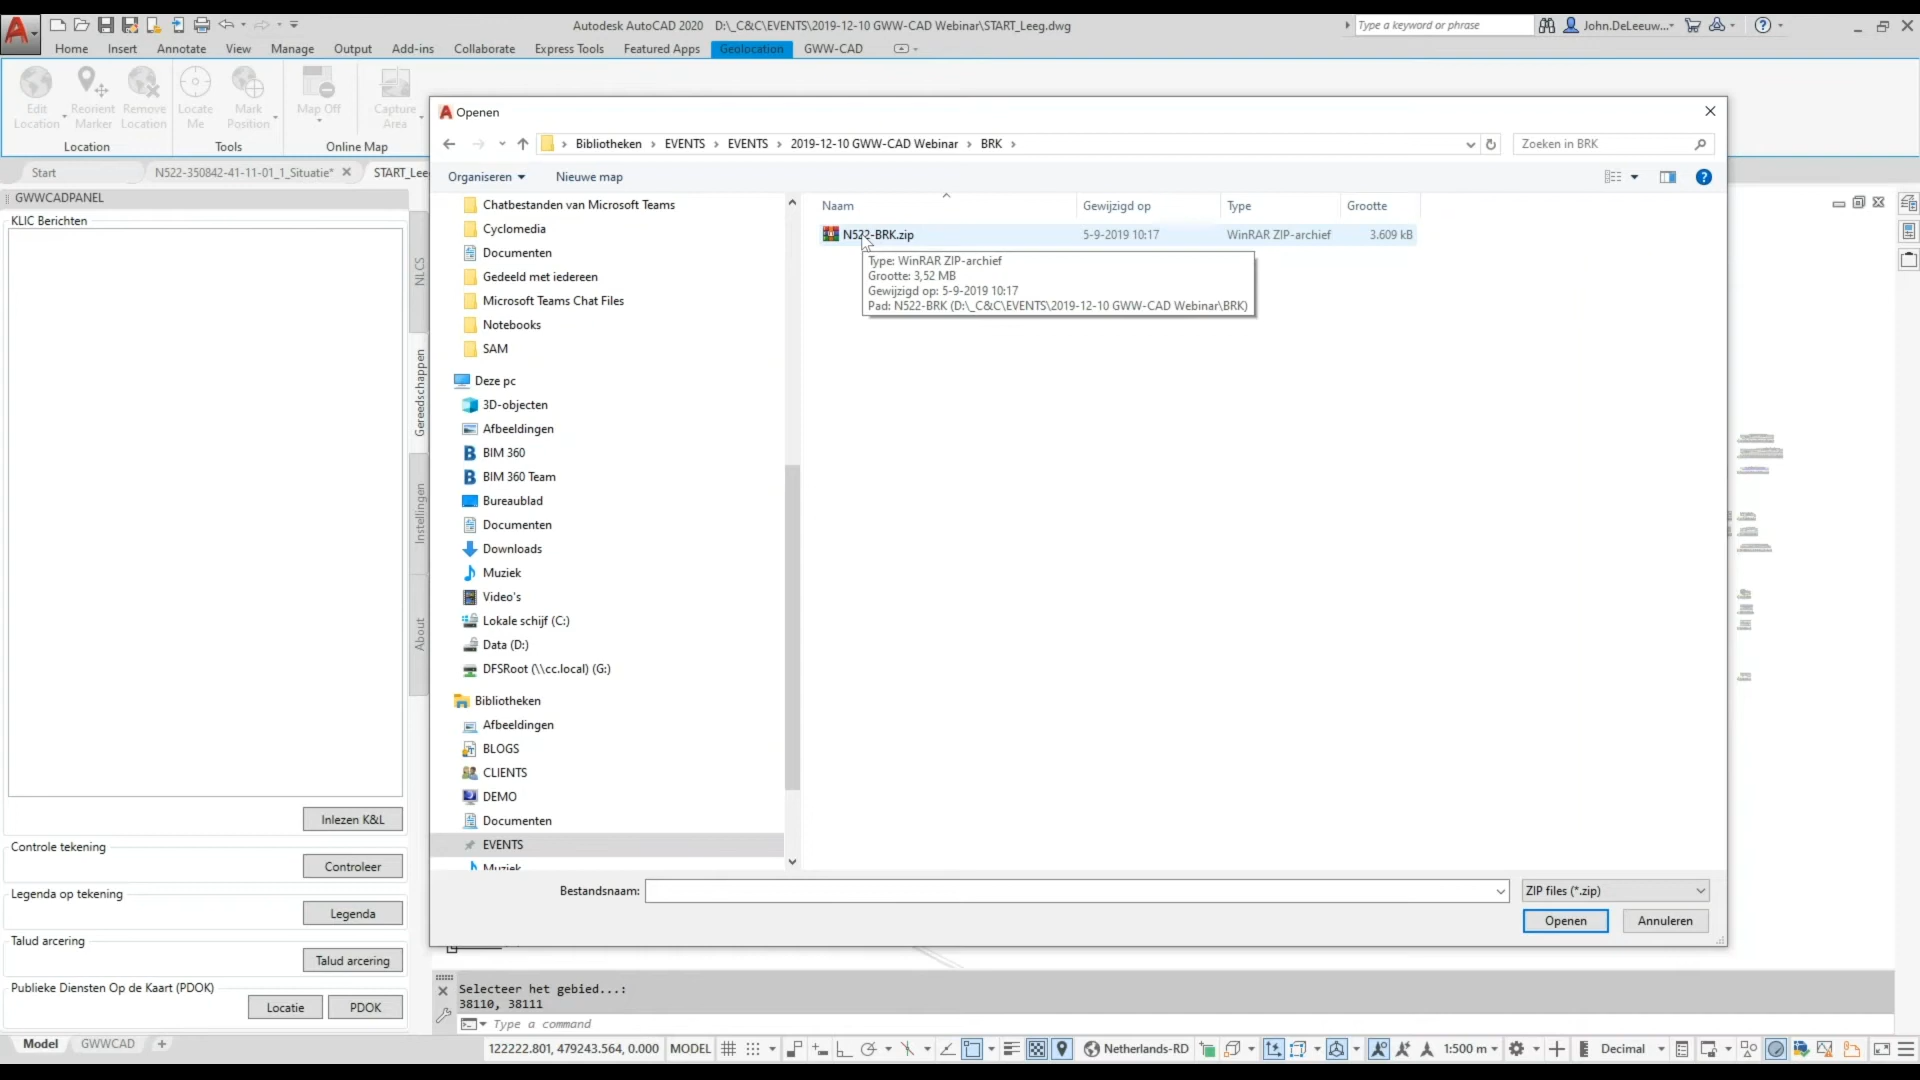 Autodesk AutoCAD 2020 D:\_C&C\EVENTS\2019-12-10 GWW-CAD Webinar\START_Leeg.dwg
Type a keyword or phrase
John.DeLeeuw...
Home Insert Annotate View Manage Output Add-ins Collaborate Express Tools Featured Apps Geolocation GWW-CAD
Edit Location
Reorient Marker
Remove Location
Locate Me
Mark Position
Map Off
Capture Area
Location Tools Online Map
Start N522-350842-41-11-01_1_Situatie* START_Lee
GWWCADPANEL
KLIC Berichten
NLCS
Gereedschappen
Instellingen
About
Inlezen K&L
Controle tekening
Controleer
Legenda op tekening
Legenda
Talud arcering
Talud arcering
Publieke Diensten Op de Kaart (PDOK)
Locatie PDOK
Openen
Bibliotheken > EVENTS > EVENTS > 2019-12-10 GWW-CAD Webinar > BRK >
Zoeken in BRK
Organiseren Nieuwe map
Chatbestanden van Microsoft Teams
Cyclomedia
Documenten
Gedeeld met iedereen
Microsoft Teams Chat Files
Notebooks
SAM
Deze pc
3D-objecten
Afbeeldingen
BIM 360
BIM 360 Team
Bureaublad
Documenten
Downloads
Muziek
Video's
Lokale schijf (C:)
Data (D:)
DFSRoot (\\cc.local) (G:)
Bibliotheken
Afbeeldingen
BLOGS
CLIENTS
DEMO
Documenten
EVENTS
Muziek
Naam Gewijzigd op Type Grootte
N522-BRK.zip 5-9-2019 10:17 WinRAR ZIP-archief 3.609 kB
Type: WinRAR ZIP-archief
Grootte: 3,52 MB
Gewijzigd op: 5-9-2019 10:17
Pad: N522-BRK (D:\_C&C\EVENTS\2019-12-10 GWW-CAD Webinar\BRK)
Bestandsnaam: ZIP files (*.zip)
Openen Annuleren
Selecteer het gebied...:
38110, 38111
Type a command
Model GWWCAD +
122222.801, 479243.564, 0.000 MODEL Netherlands-RD 1:500 m Decimal